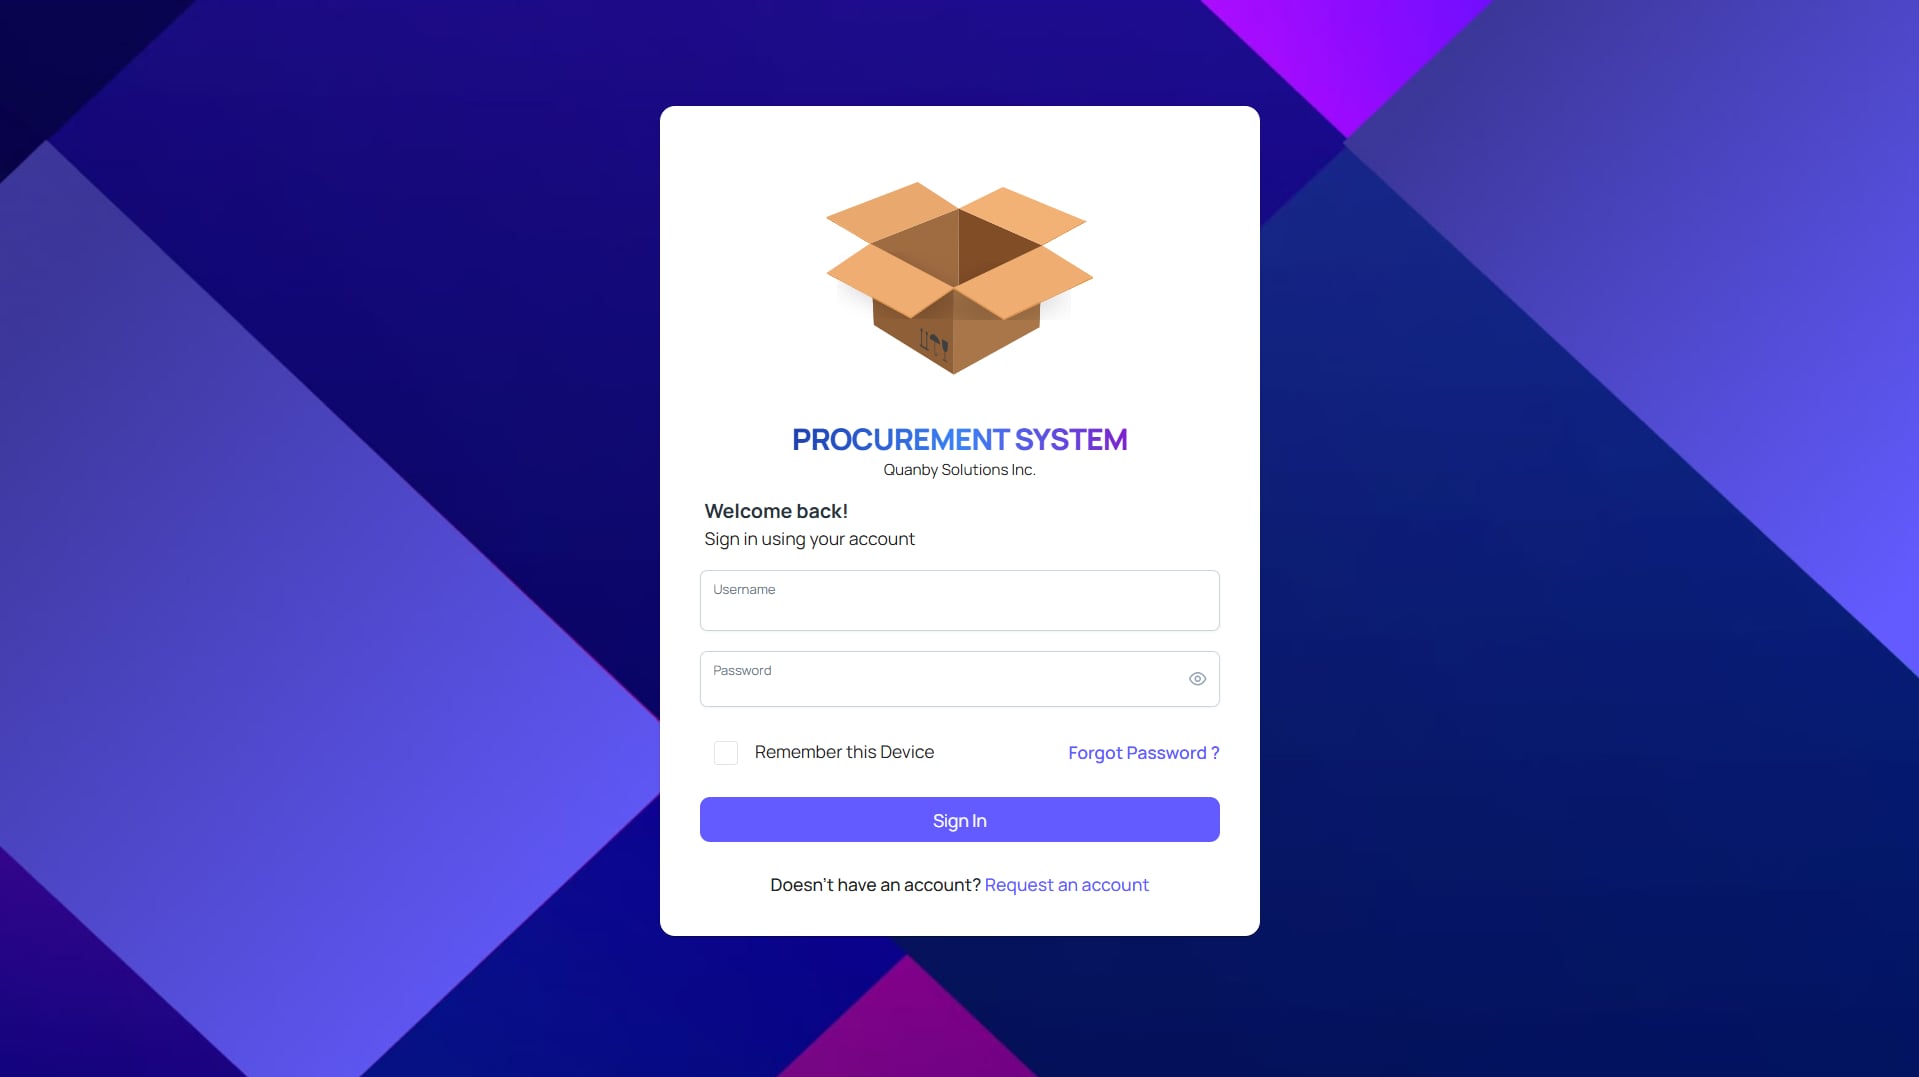 PROCUREMENT SYSTEM
Quanby Solutions Inc.
Welcome back!
Sign in using your account
Username
Password
Remember this Device
Forgot Password ?
Sign In
Doesn't have an account? Request an account